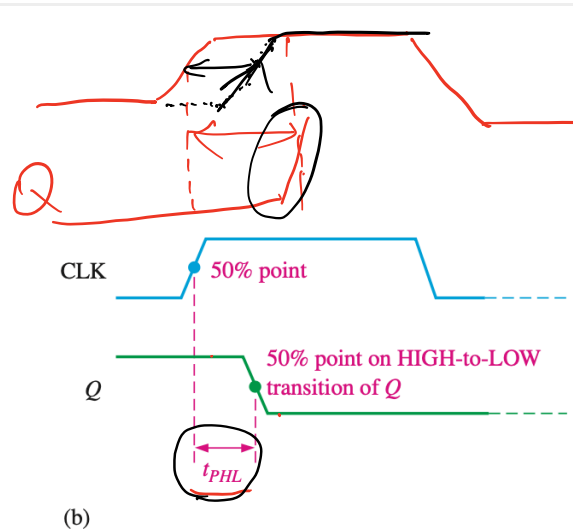 Q
CLK
50% point
50% point on HIGH-to-LOW
transition of Q
Q
tPHL
(b)